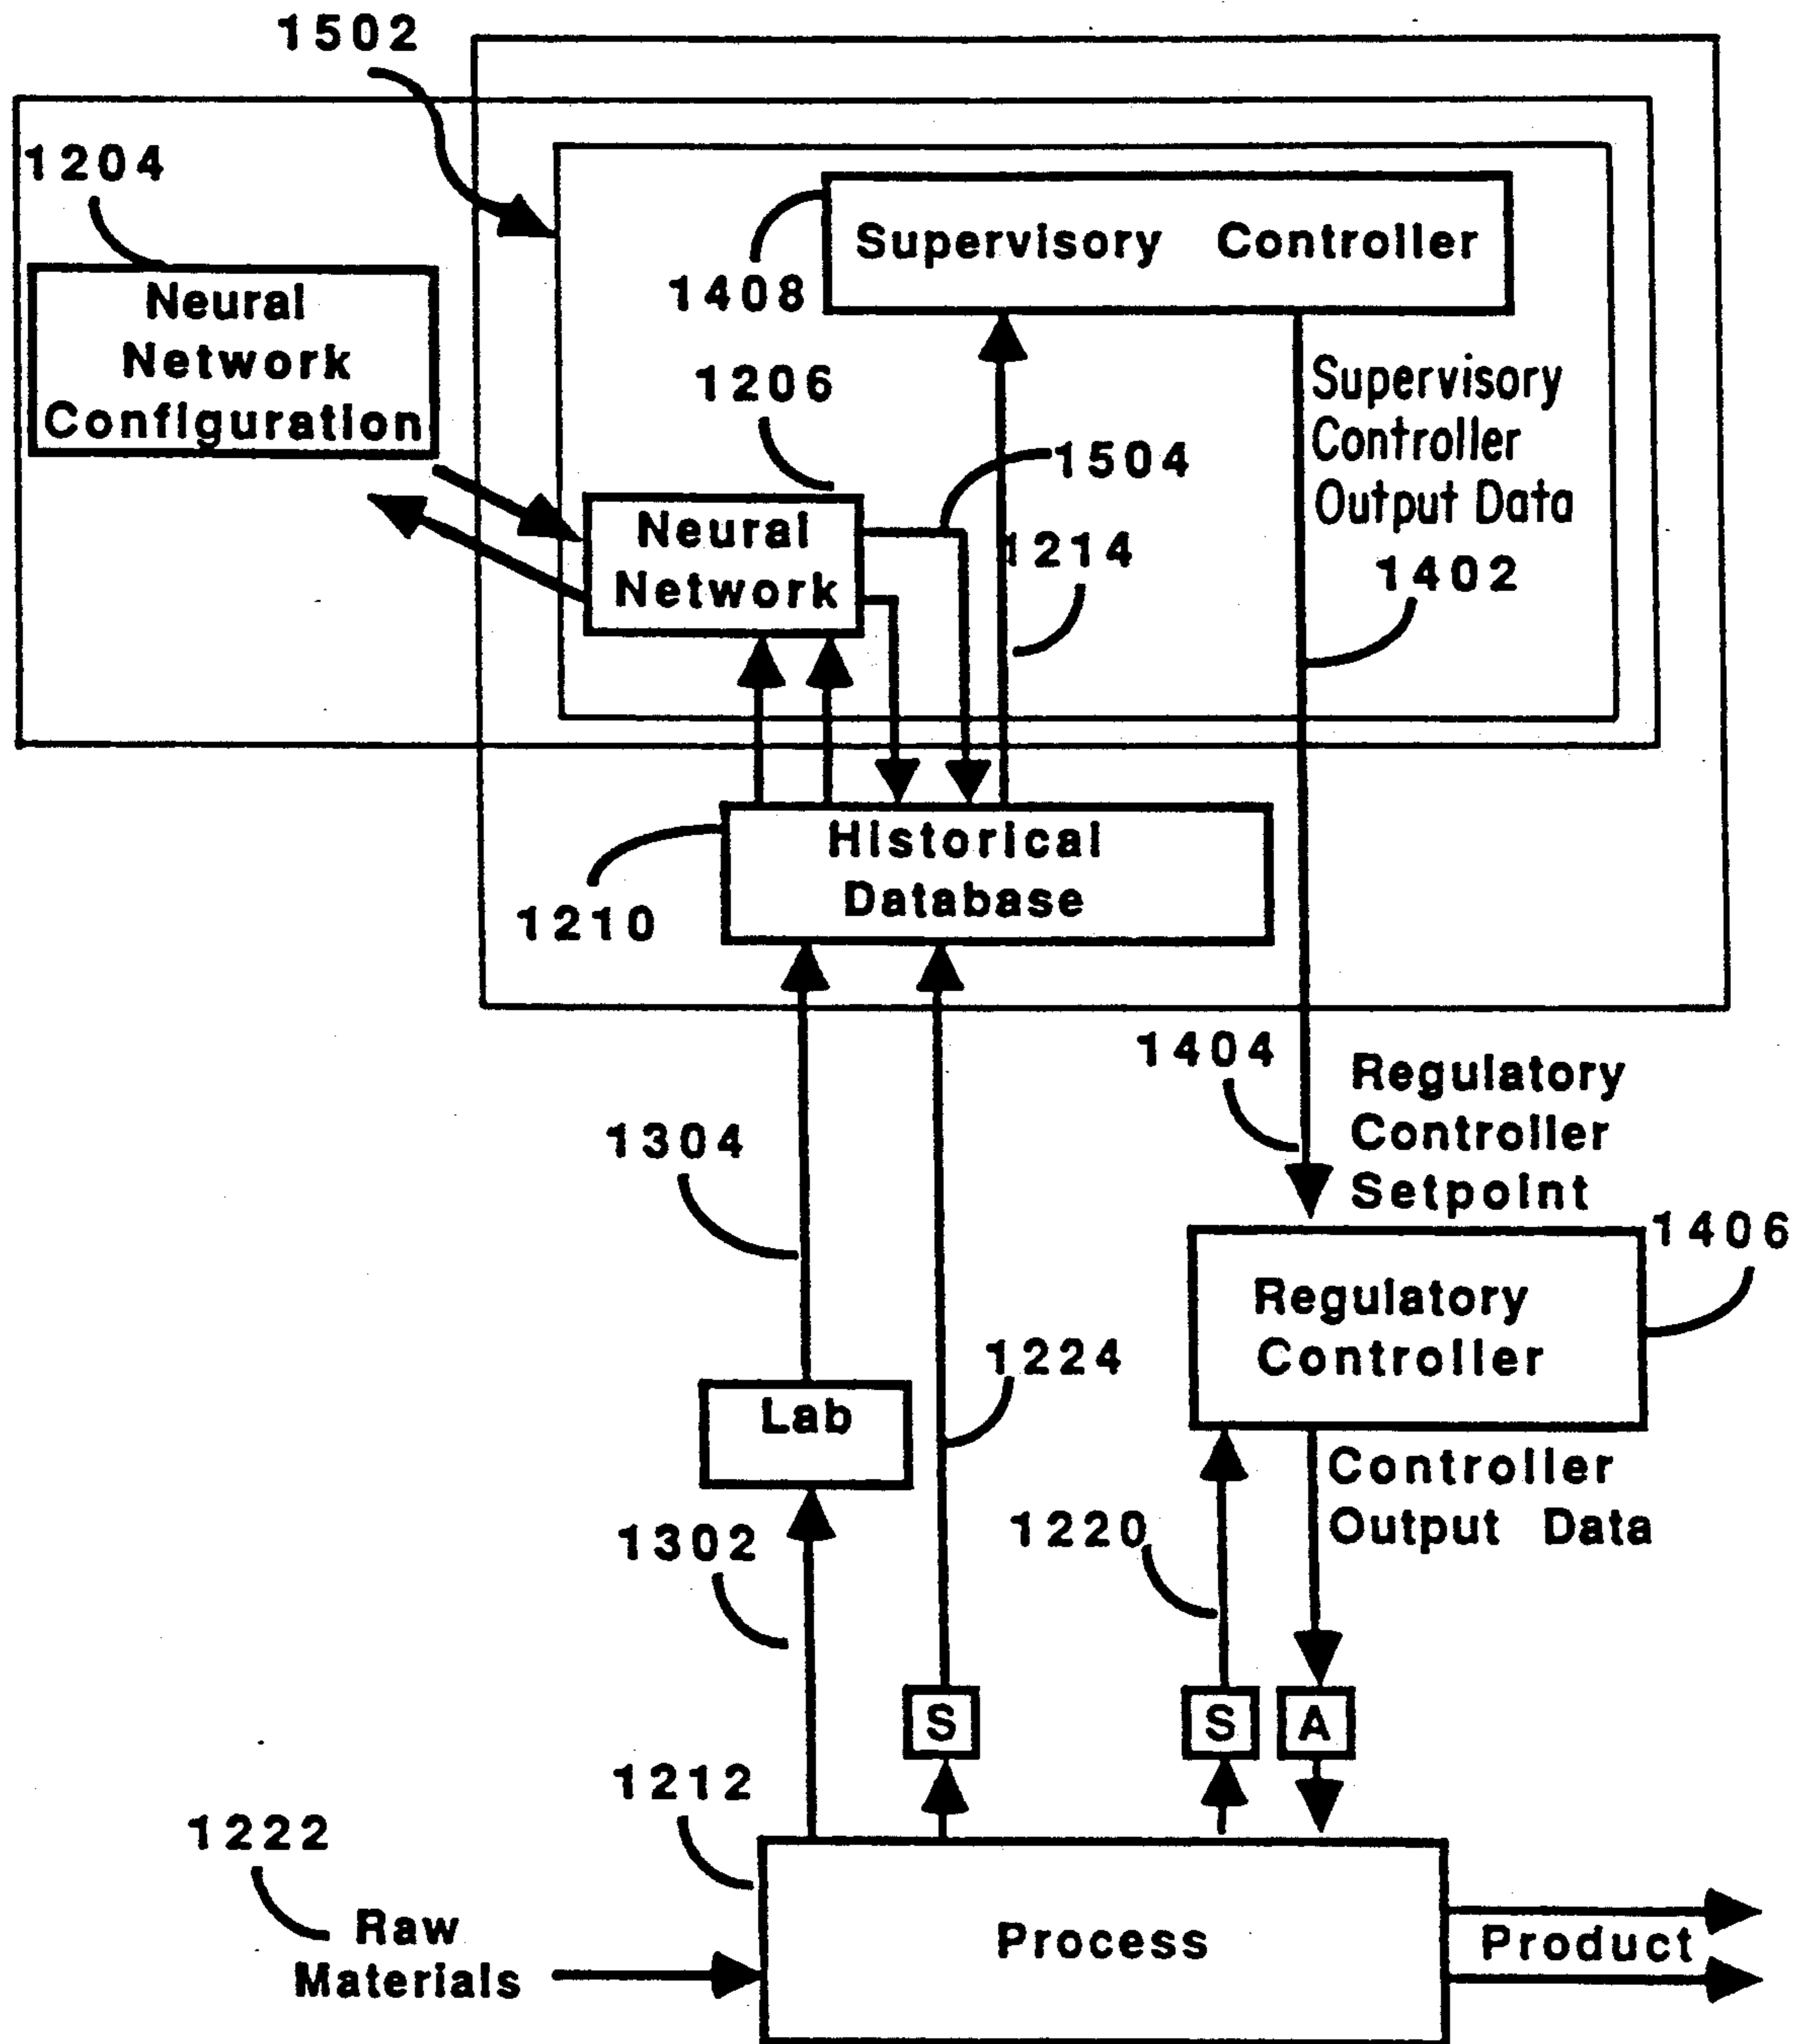 1502
1204
Neural
Network
Configuration
Supervisory Controller
1408
1206
Supervisory
Controller
Output Data
1504
Neural
Network
1214
1402
Historical
Database
1210
1404
Regulatory
Controller
Setpoint
1304
1406
Regulatory
Controller
1224
Lab
Controller
Output Data
1220
1302
S
S
A
1212
1222
Raw
Materials
Process
Product